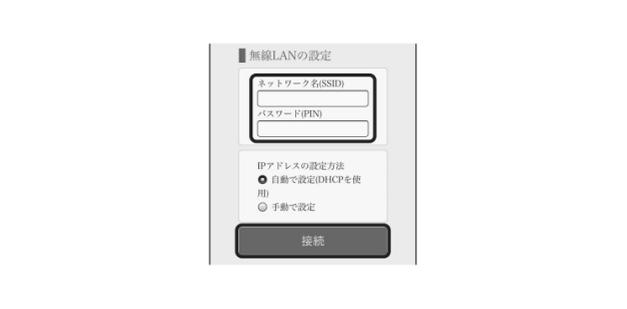 無線LANの設定
ネットワーク名(SSID)
パスワード(PIN)
IPアドレスの設定方法
自動で設定(DHCPを使
用)
手動で設定
接続